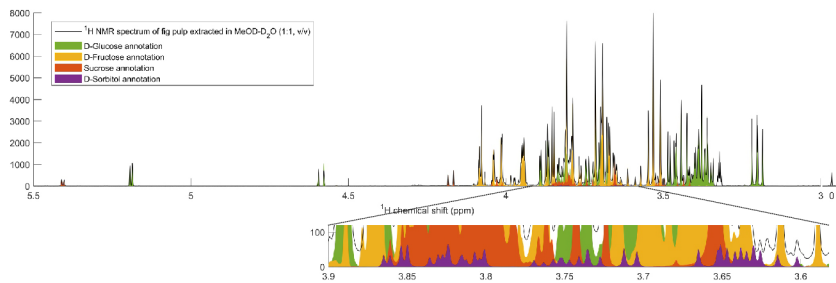 8000
7000
6000
5000
4000
3000
2000
1000
0
¹H NMR spectrum of fig pulp extracted in MeOD-D₂O (1:1, v/v)
D-Glucose annotation
D-Fructose annotation
Sucrose annotation
D-Sorbitol annotation
5.5 5 4.5 4 3.5 3 0
¹H chemical shift (ppm)
100
0
3.9 3.85 3.8 3.75 3.7 3.65 3.6